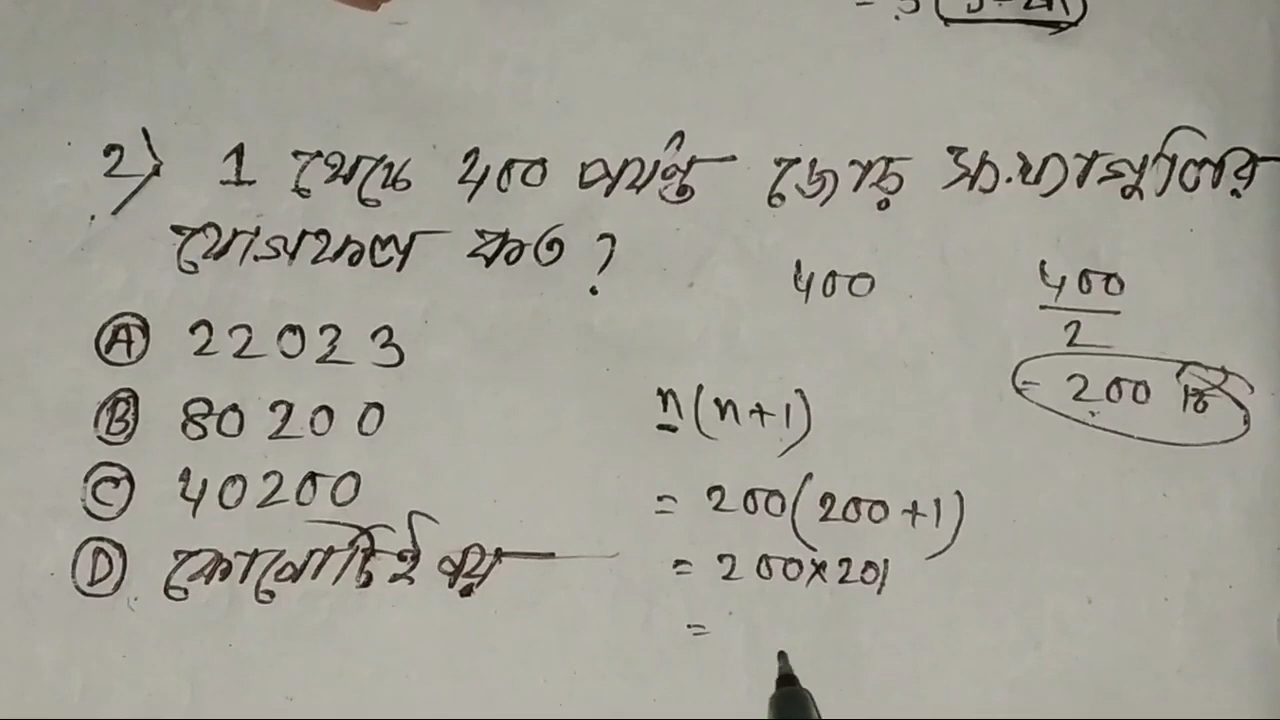 2) 1 থেকে 400 পর্যন্ত জোড় সংখ্যাগুলির
যোগফল কত ?
400
400
2
= 200 টি
Ⓐ 22023
Ⓑ 80200
Ⓒ 40200
Ⓓ কোনোটিই নয়
n(n+1)
= 200(200+1)
= 200×201
=